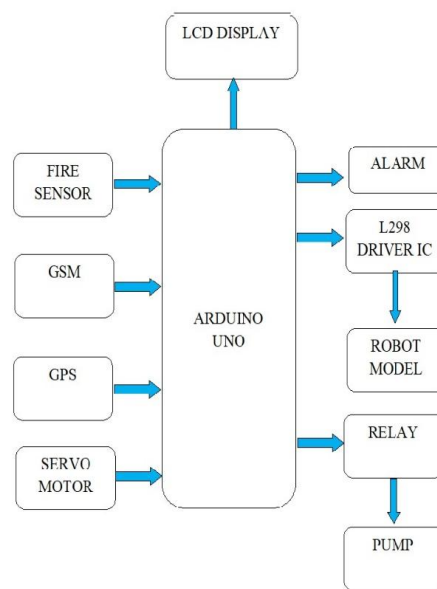 LCD DISPLAY
FIRE
SENSOR
GSM
GPS
SERVO
MOTOR
ARDUINO
UNO
ALARM
L298
DRIVER IC
ROBOT
MODEL
RELAY
PUMP